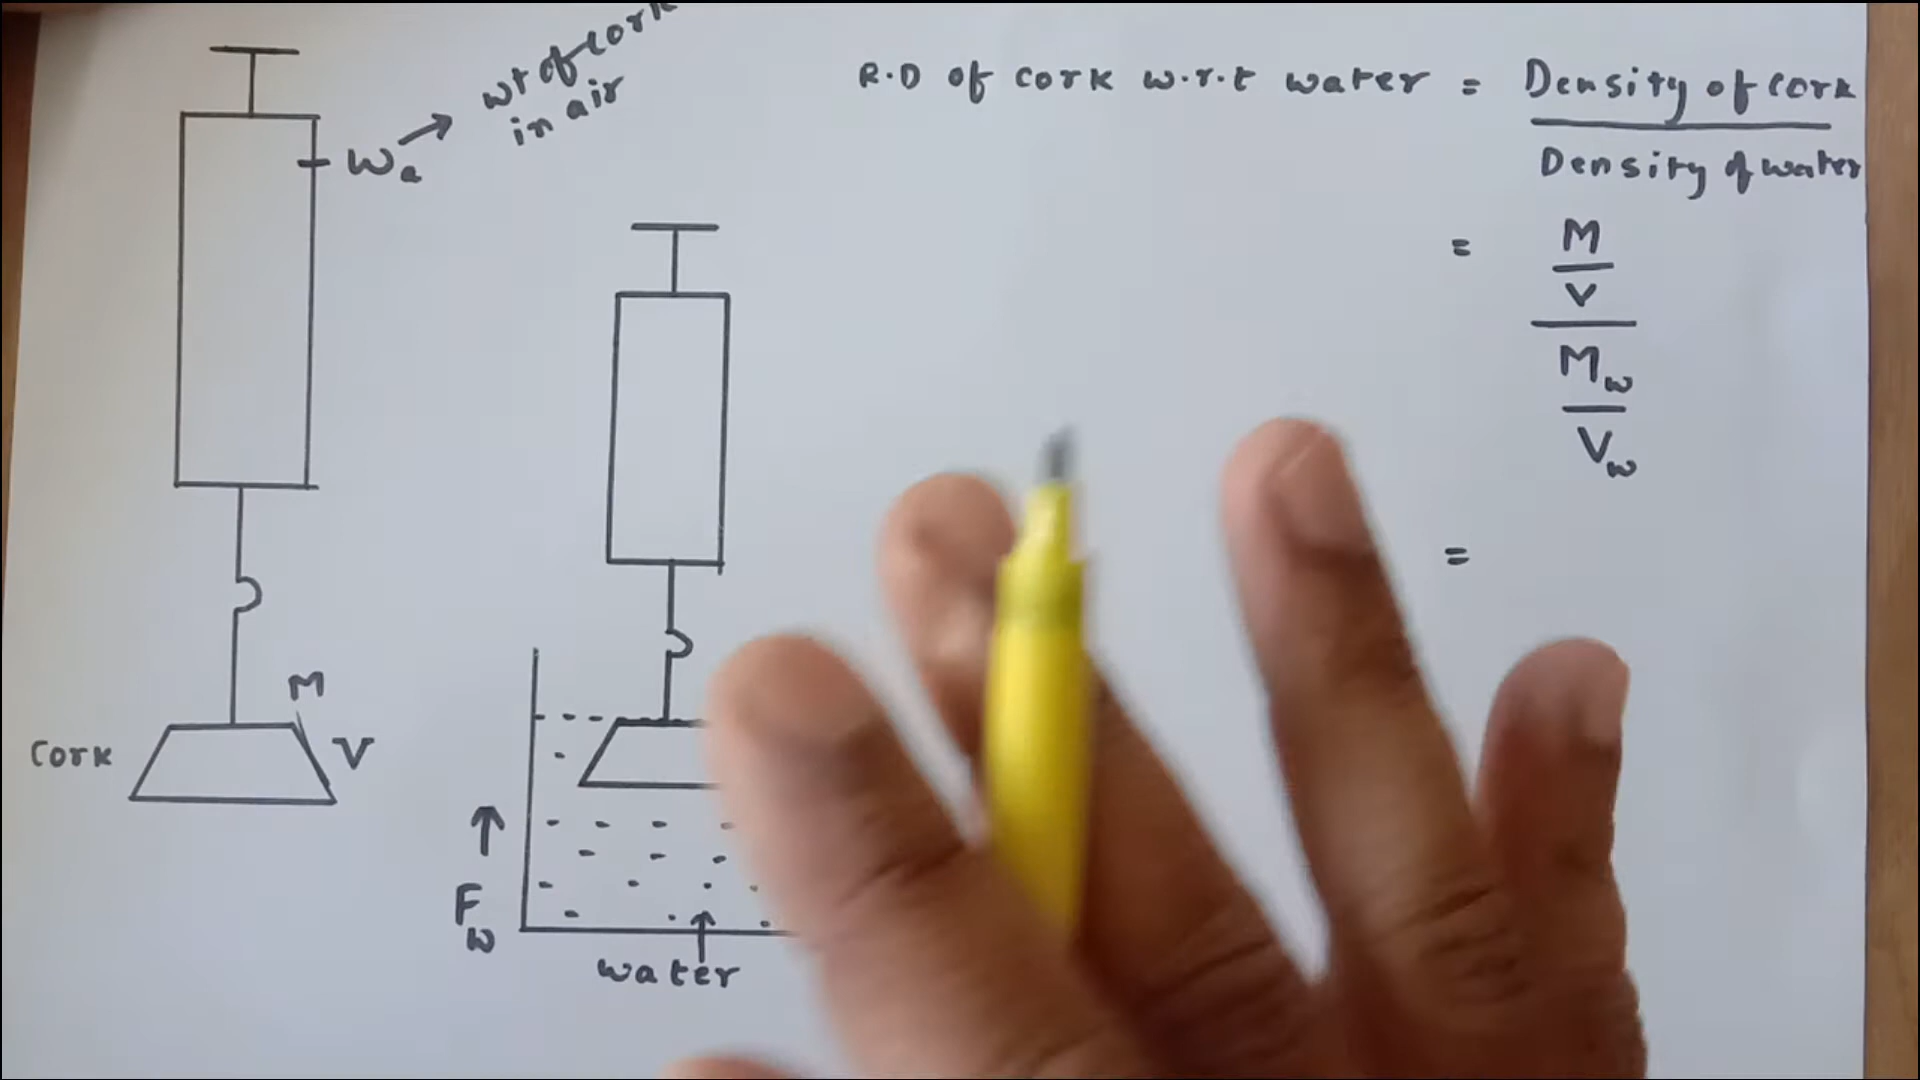 wt of cork
in air
Wa
R.D of cork w.r.t water = Density of cork
Density of water
= M
V
Mw
Vw
=
M
Cork
V
Fw
water